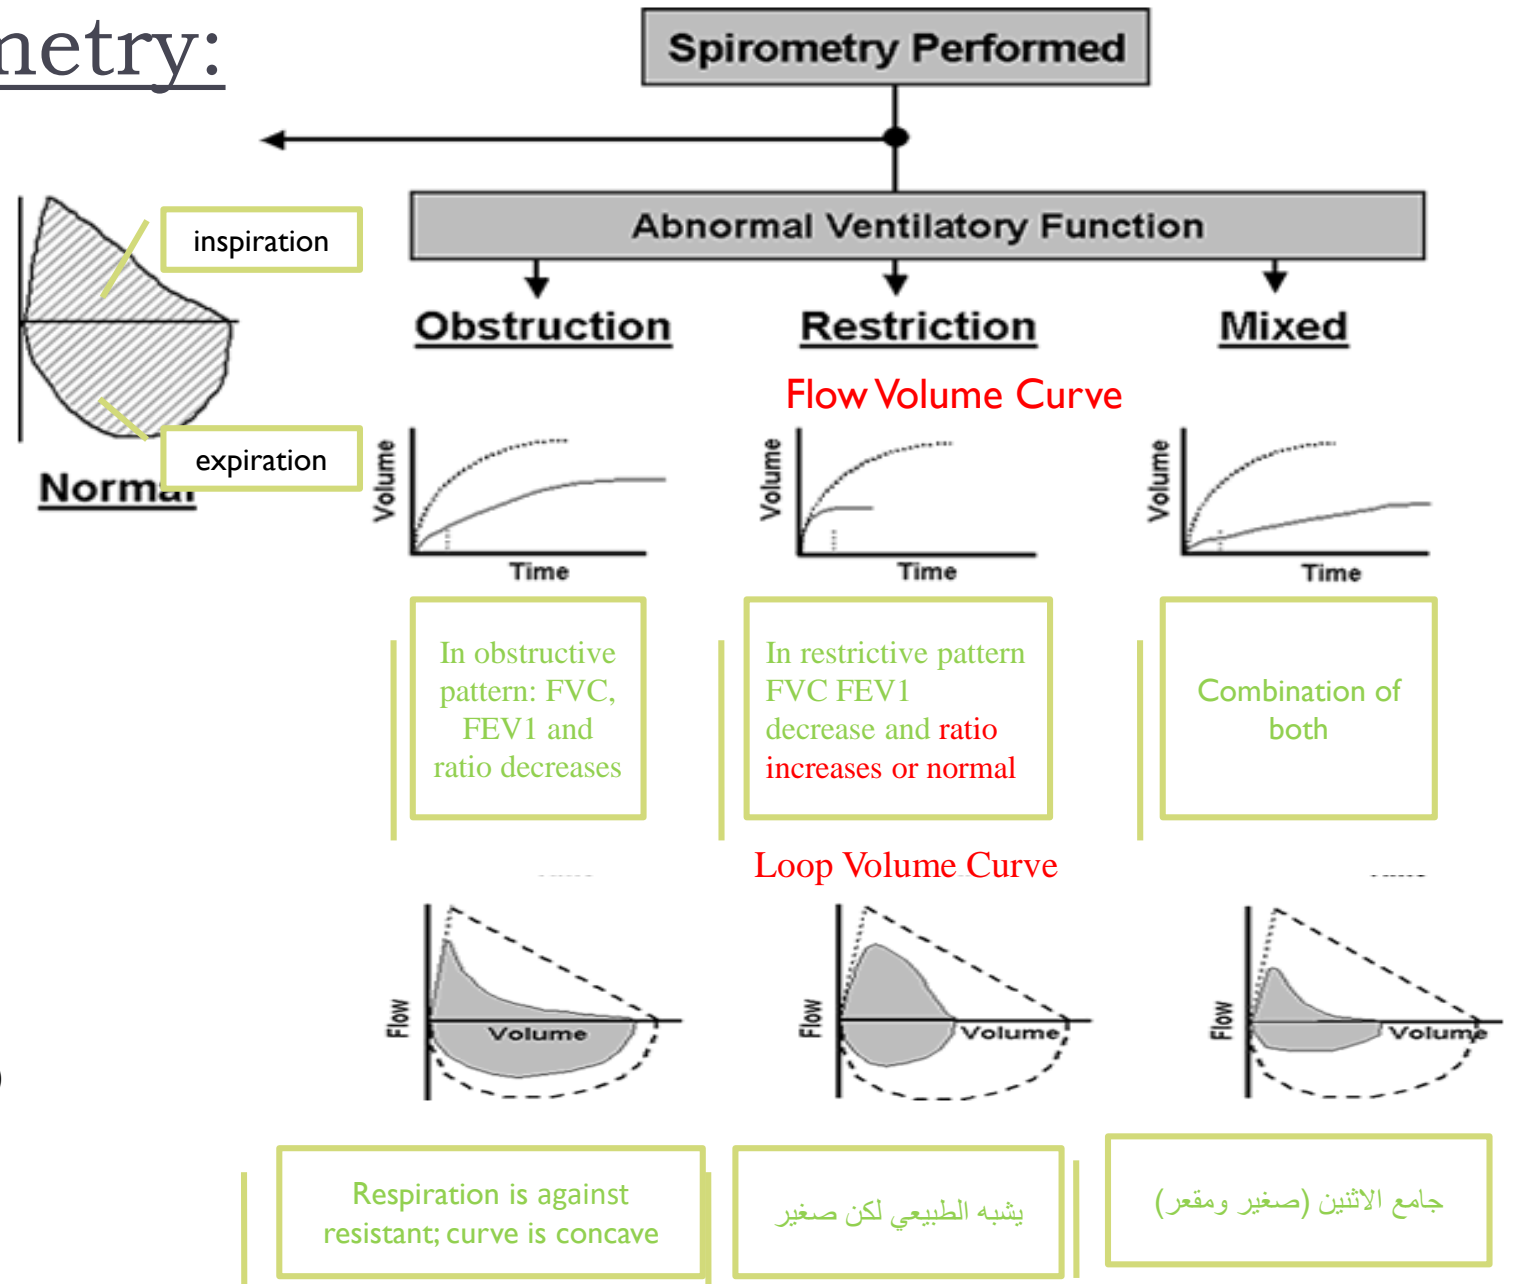 metry:
Spirometry Performed
Abnormal Ventilatory Function
inspiration
expiration
Normal
Obstruction
Restriction
Mixed
Flow Volume Curve
Volume
Time
Volume
Time
Volume
Time
In obstructive
pattern: FVC,
FEV1 and
ratio decreases
In restrictive pattern
FVC FEV1
decrease and ratio
increases or normal
Combination of
both
Loop Volume Curve
Flow
Volume
Flow
Volume
Flow
Volume
)
Respiration is against
resistant; curve is concave
يشبه الطبيعي لكن صغير
جامع الاثنين (صغير ومقعر)